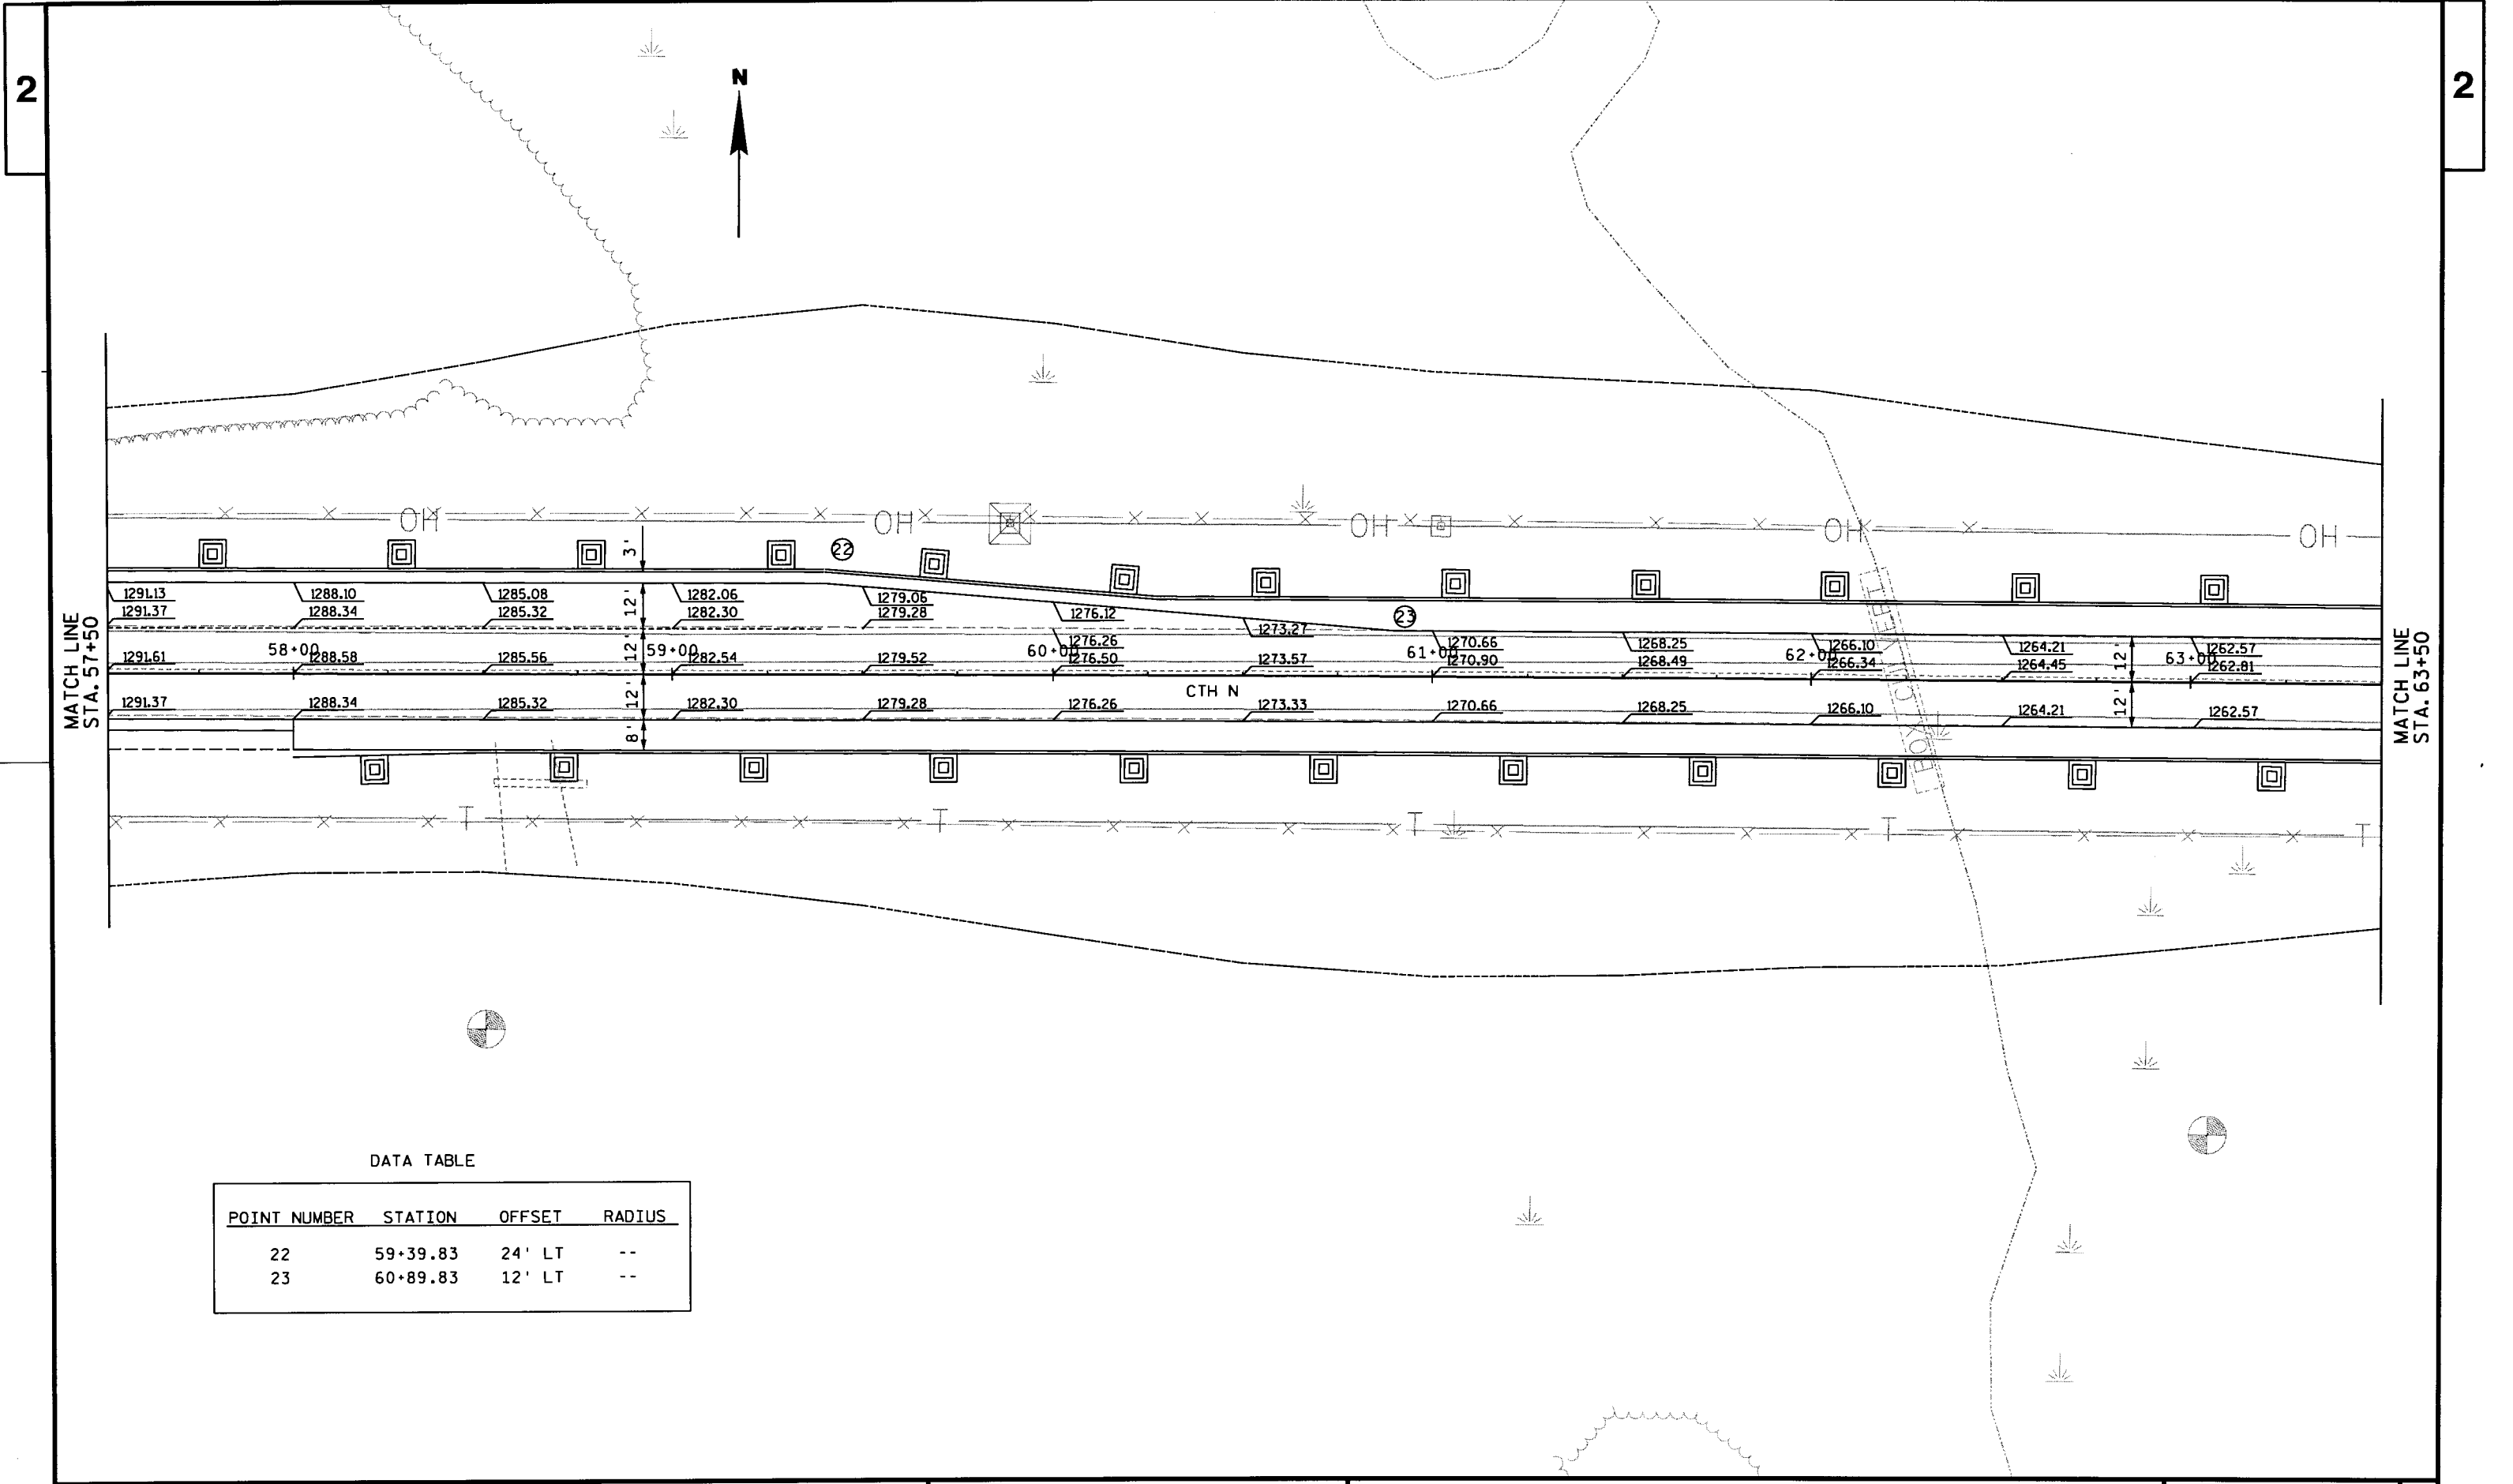 2
2
N
OH OH OH OH OH
3'
22
1291.13 1288.10 1285.08 1282.06 1279.06
1291.37 1288.34 1285.32 12' 1282.30 1279.28 1276.12 1273.27 23
MATCH LINE
STA. 57+50
1276.26 1270.66 1268.25 1266.10 1264.21 1262.57
58+00 59+00 60+00 61+00 62+00 63+00
1291.61 1288.58 1285.56 12' 1282.54 1279.52 1276.50 1273.57 1270.90 1268.49 1266.34 1264.45 12' 1262.81
MATCH LINE
STA. 63+50
CTH N
1291.37 1288.34 1285.32 12' 1282.30 1279.28 1276.26 1273.33 1270.66 1268.25 1266.10 1264.21 12' 1262.57
8'
BOX CULVERT
T T T T T
DATA TABLE
POINT NUMBER STATION OFFSET RADIUS
22 59+39.83 24' LT --
23 60+89.83 12' LT --